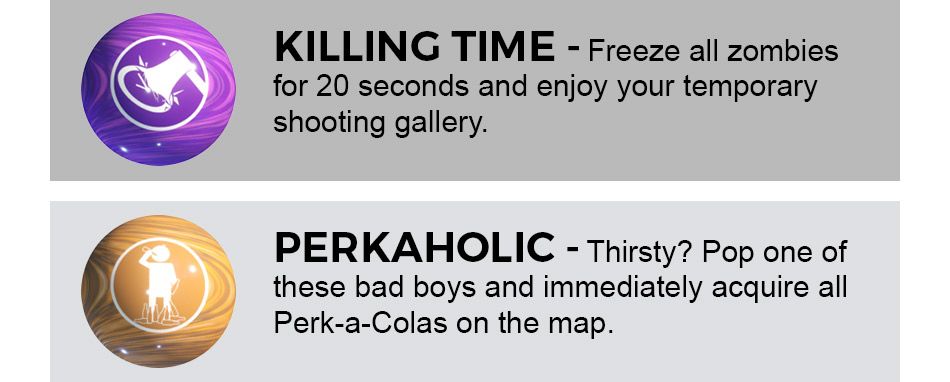 KILLING TIME - Freeze all zombies
for 20 seconds and enjoy your temporary
shooting gallery.
PERKAHOLIC - Thirsty? Pop one of
these bad boys and immediately acquire all
Perk-a-Colas on the map.